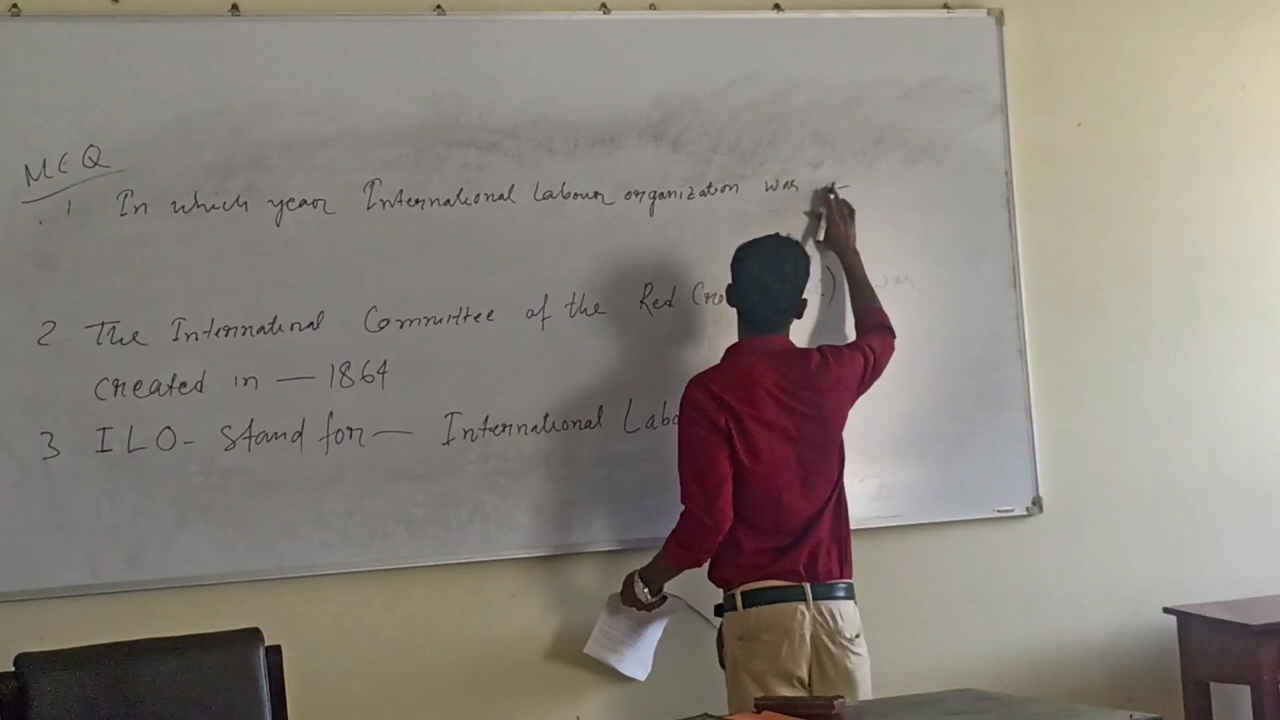 MCQ
1 In which year International Labour organization was
2 The International Committee of the Red Cro ) was
created in — 1864
3 ILO- Stand for — International Labo